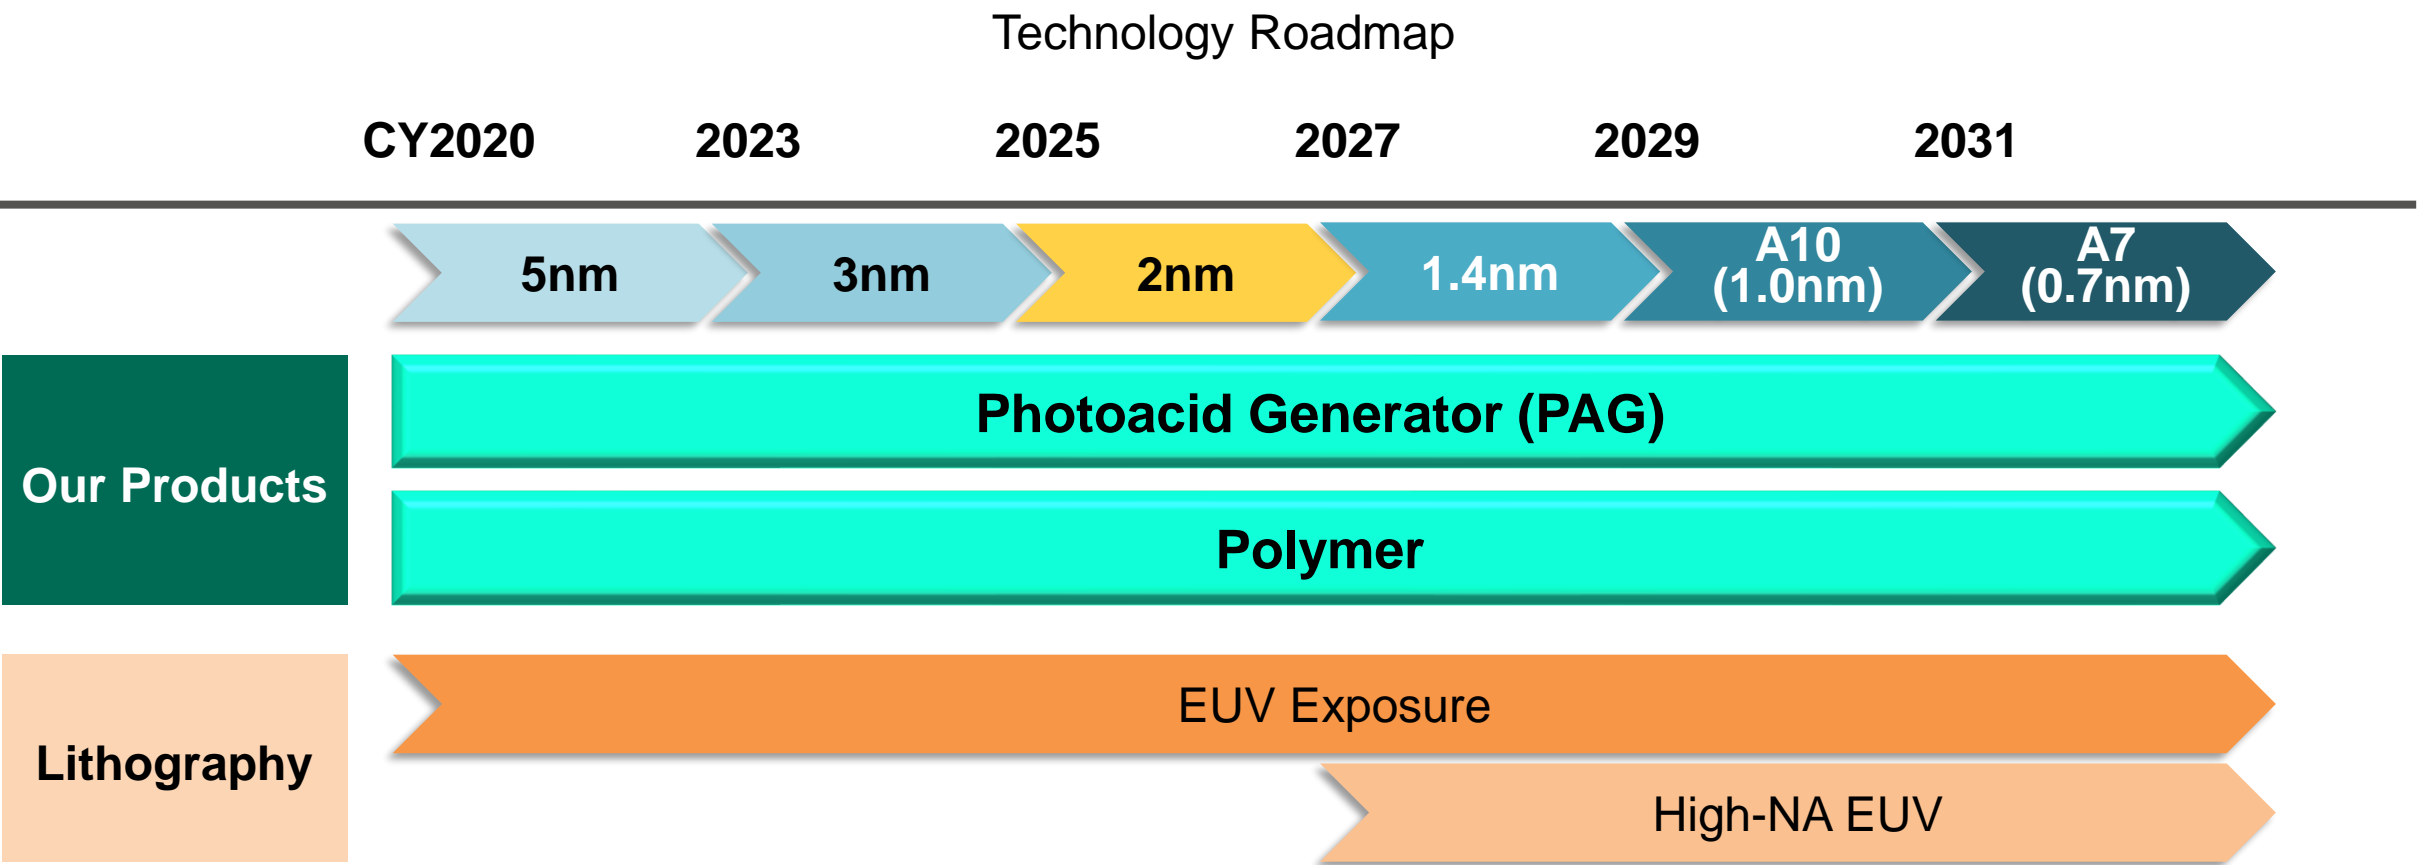 Technology Roadmap
CY2020 2023 2025 2027 2029 2031
5nm 3nm 2nm 1.4nm A10 A7
(1.0nm) (0.7nm)
Photoacid Generator (PAG)
Our Products
Polymer
EUV Exposure
Lithography
High-NA EUV